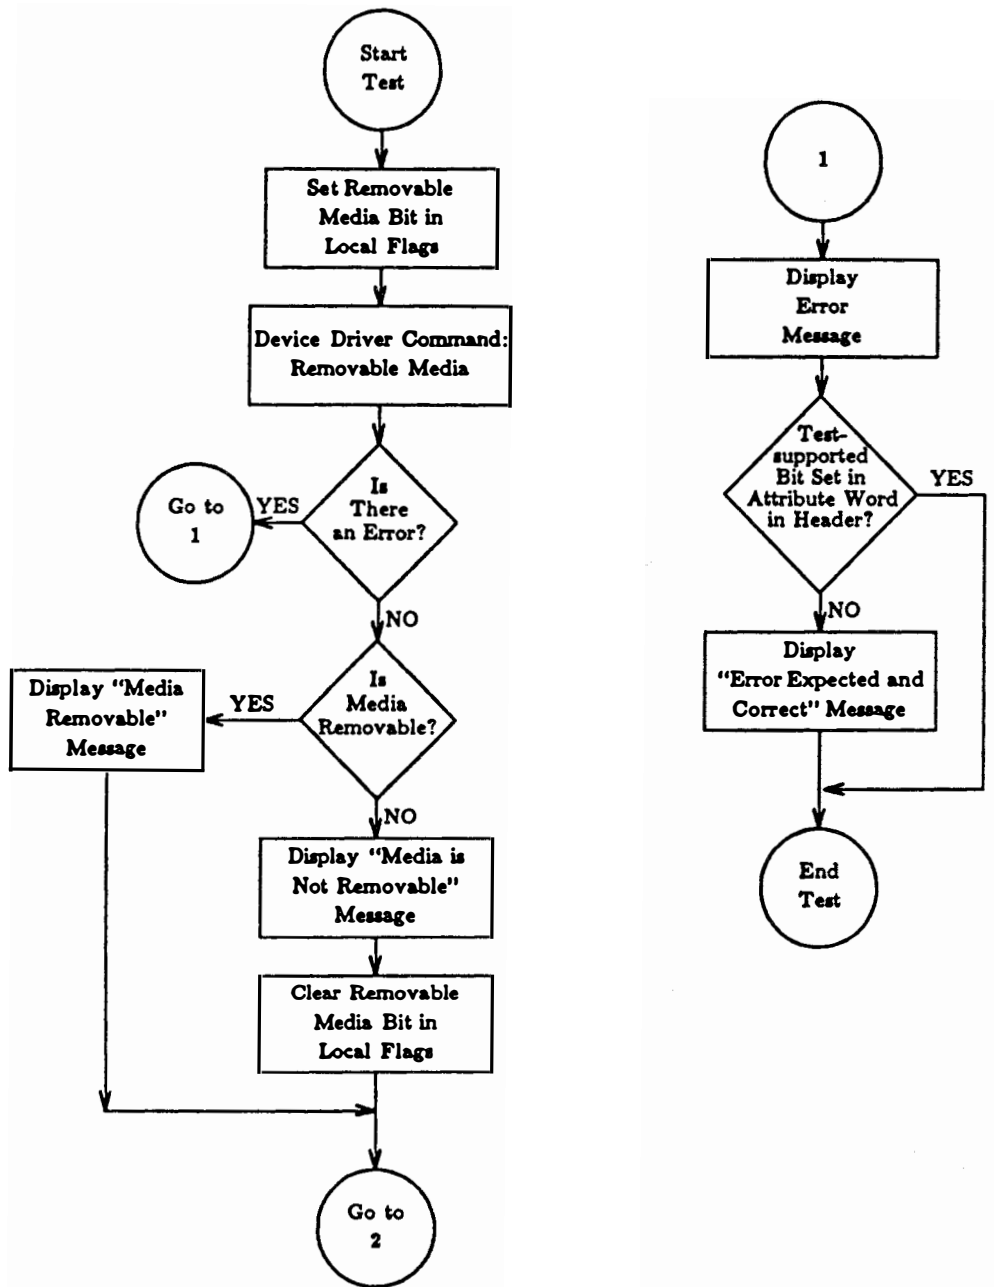 Start
Test
Set Removable
Media Bit in
Local Flags
Device Driver Command:
Removable Media
Is
There
an Error?
YES
Go to
1
NO
Is
Media
Removable?
YES
Display “Media
Removable”
Message
NO
Display “Media is
Not Removable”
Message
Clear Removable
Media Bit in
Local Flags
Go to
2
1
Display
Error
Message
Test-
supported
Bit Set in
Attribute Word
in Header?
YES
NO
Display
“Error Expected and
Correct” Message
End
Test